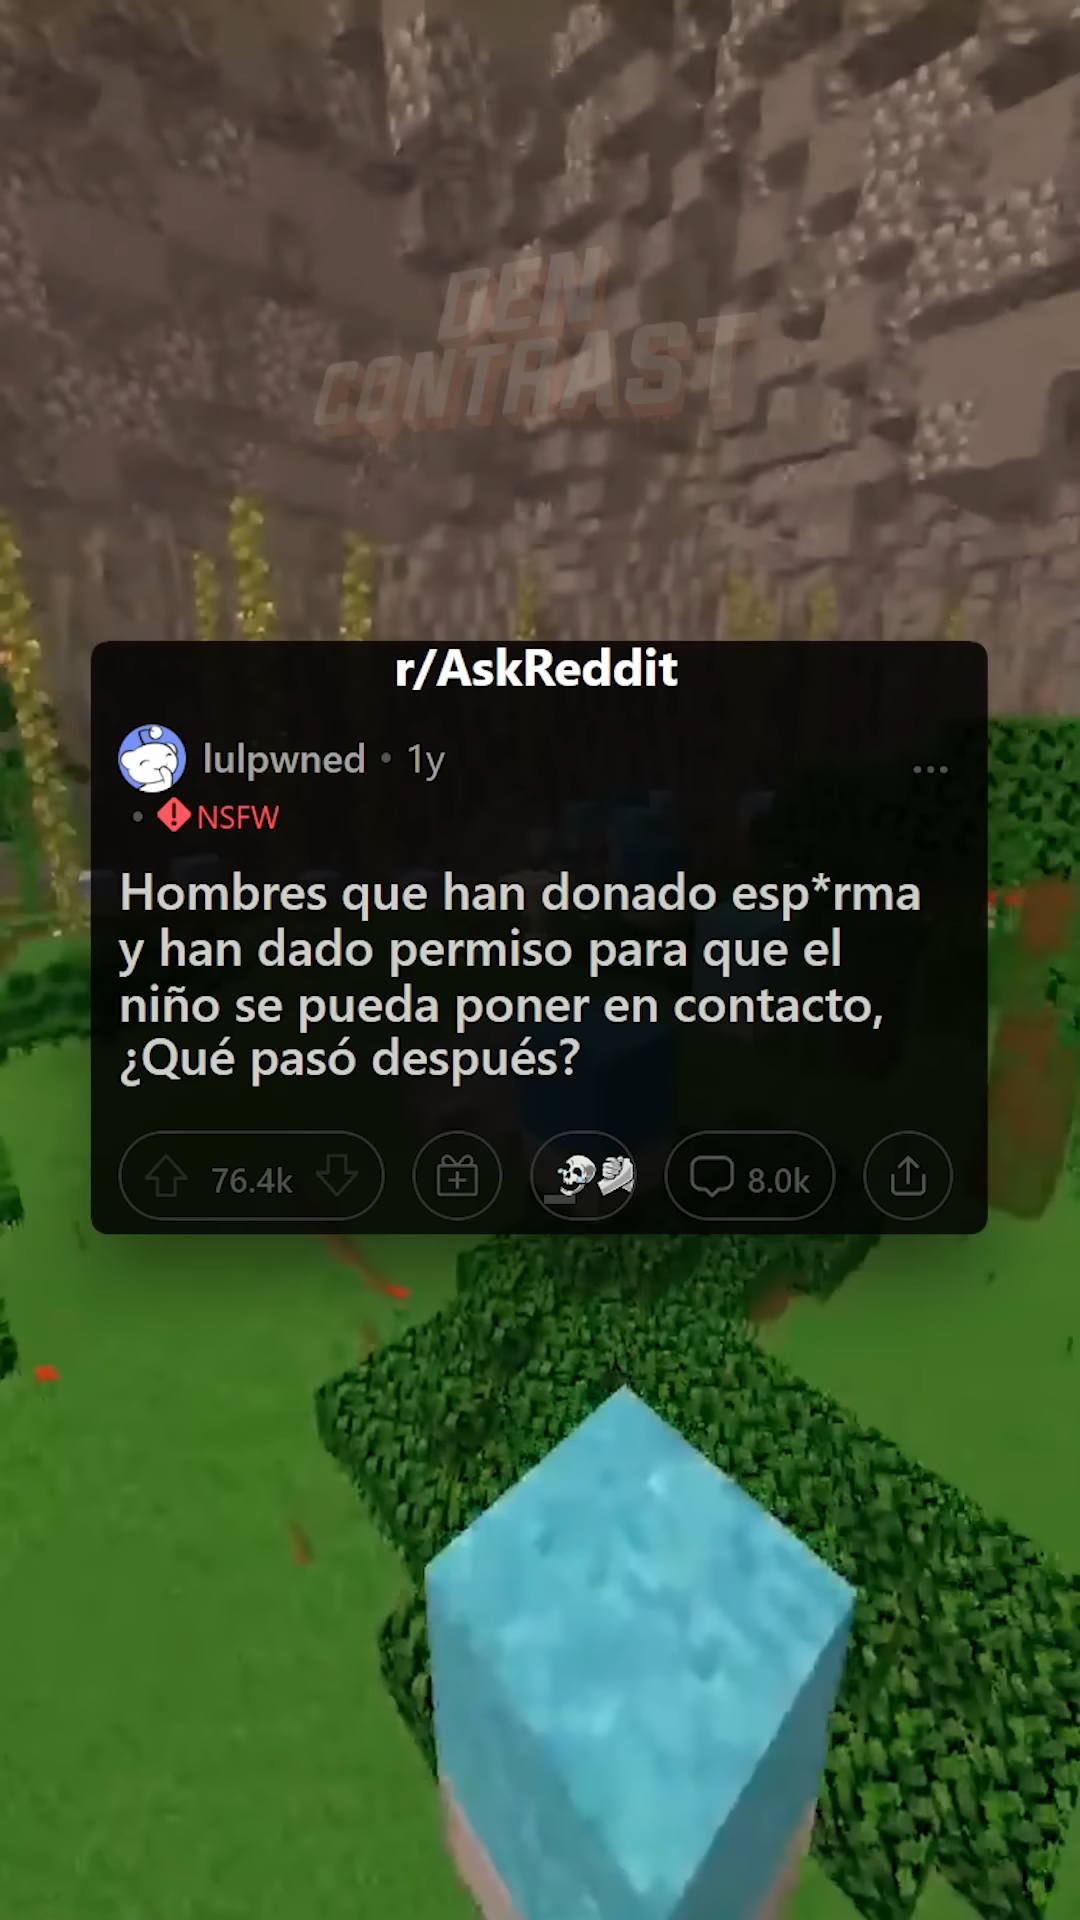 DEN
CONTRAST
r/AskReddit
lulpwned • 1y
• NSFW
Hombres que han donado esp*rma
y han dado permiso para que el
niño se pueda poner en contacto,
¿Qué pasó después?
76.4k
8.0k